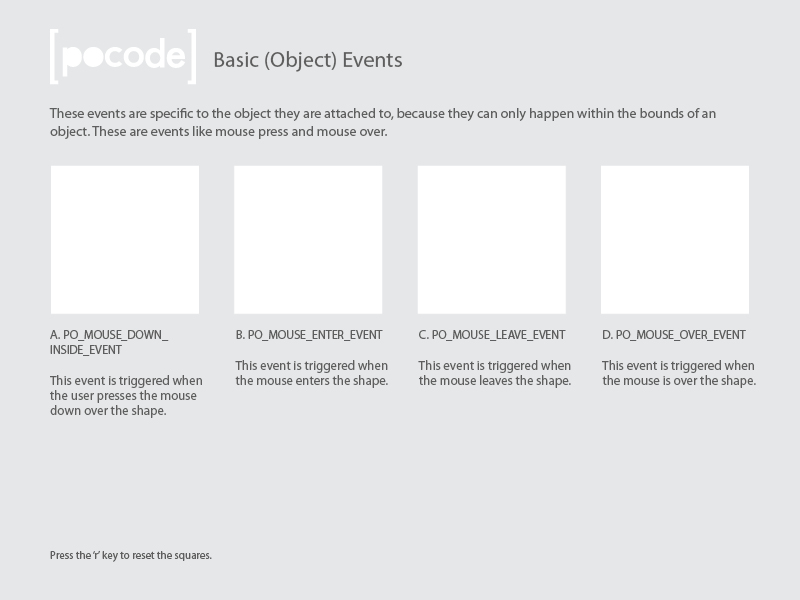 [pocode]
Basic (Object) Events
These events are specific to the object they are attached to, because they can only happen within the bounds of an
object. These are events like mouse press and mouse over.
A. PO_MOUSE_DOWN_
INSIDE_EVENT
This event is triggered when
the user presses the mouse
down over the shape.
B. PO_MOUSE_ENTER_EVENT
This event is triggered when
the mouse enters the shape.
C. PO_MOUSE_LEAVE_EVENT
This event is triggered when
the mouse leaves the shape.
D. PO_MOUSE_OVER_EVENT
This event is triggered when
the mouse is over the shape.
Press the 'r' key to reset the squares.